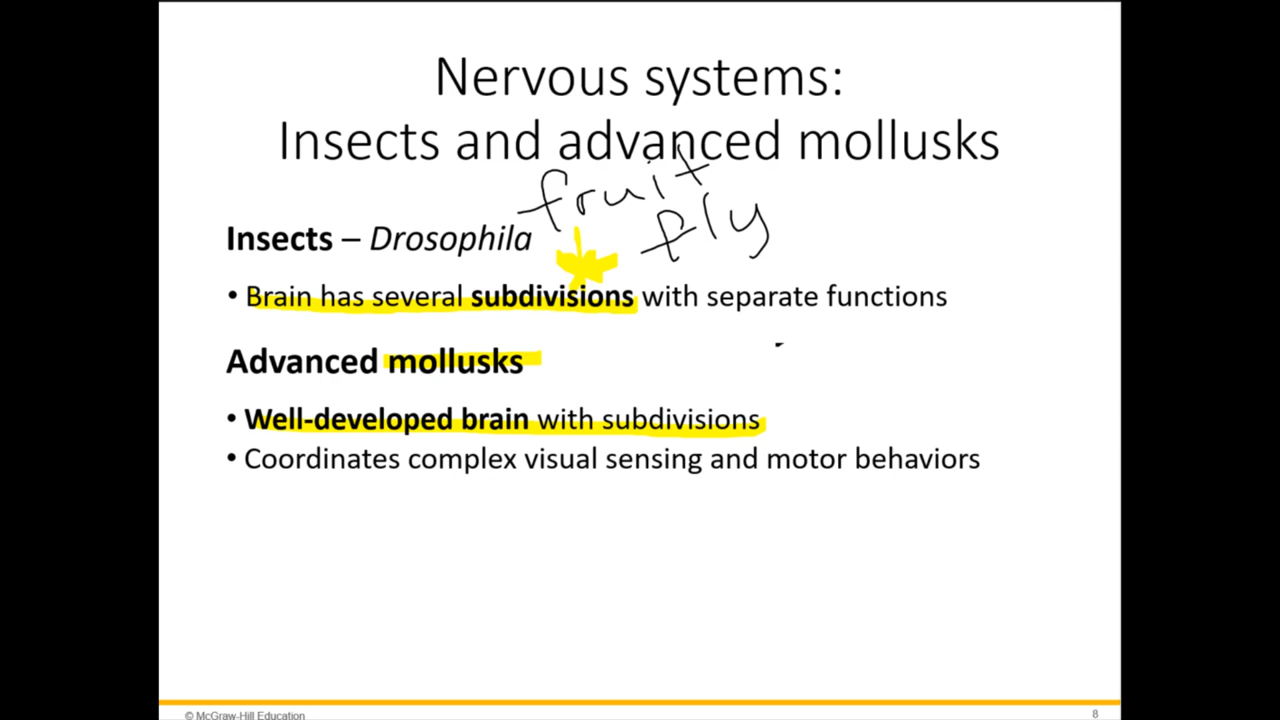 Nervous systems:
Insects and advanced mollusks
fruit
fly
Insects – Drosophila
• Brain has several subdivisions with separate functions
Advanced mollusks
• Well-developed brain with subdivisions
• Coordinates complex visual sensing and motor behaviors
© McGraw-Hill Education
8